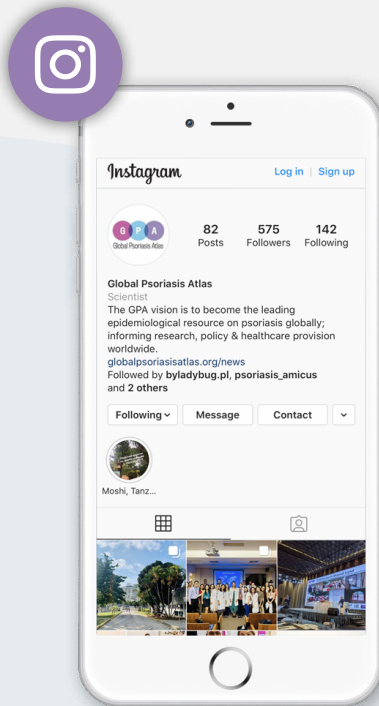 Instagram
Log in | Sign up
G P A
Global Psoriasis Atlas
82 575 142
Posts Followers Following
Global Psoriasis Atlas
Scientist
The GPA vision is to become the leading
epidemiological resource on psoriasis globally;
informing research, policy & healthcare provision
worldwide.
globalpsoriasisatlas.org/news
Followed by byladybug.pl, psoriasis_amicus
and 2 others
Following Message Contact
Moshi, Tanz...